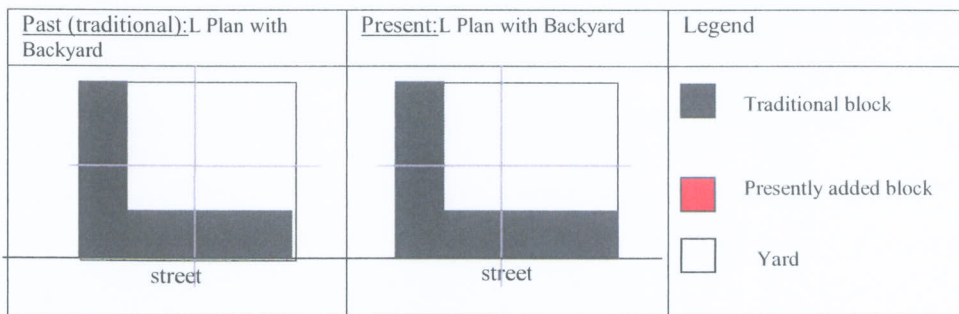 Past (traditional):L Plan with
Backyard
Present:L Plan with Backyard
Legend
Traditional block
Presently added block
Yard
street
street